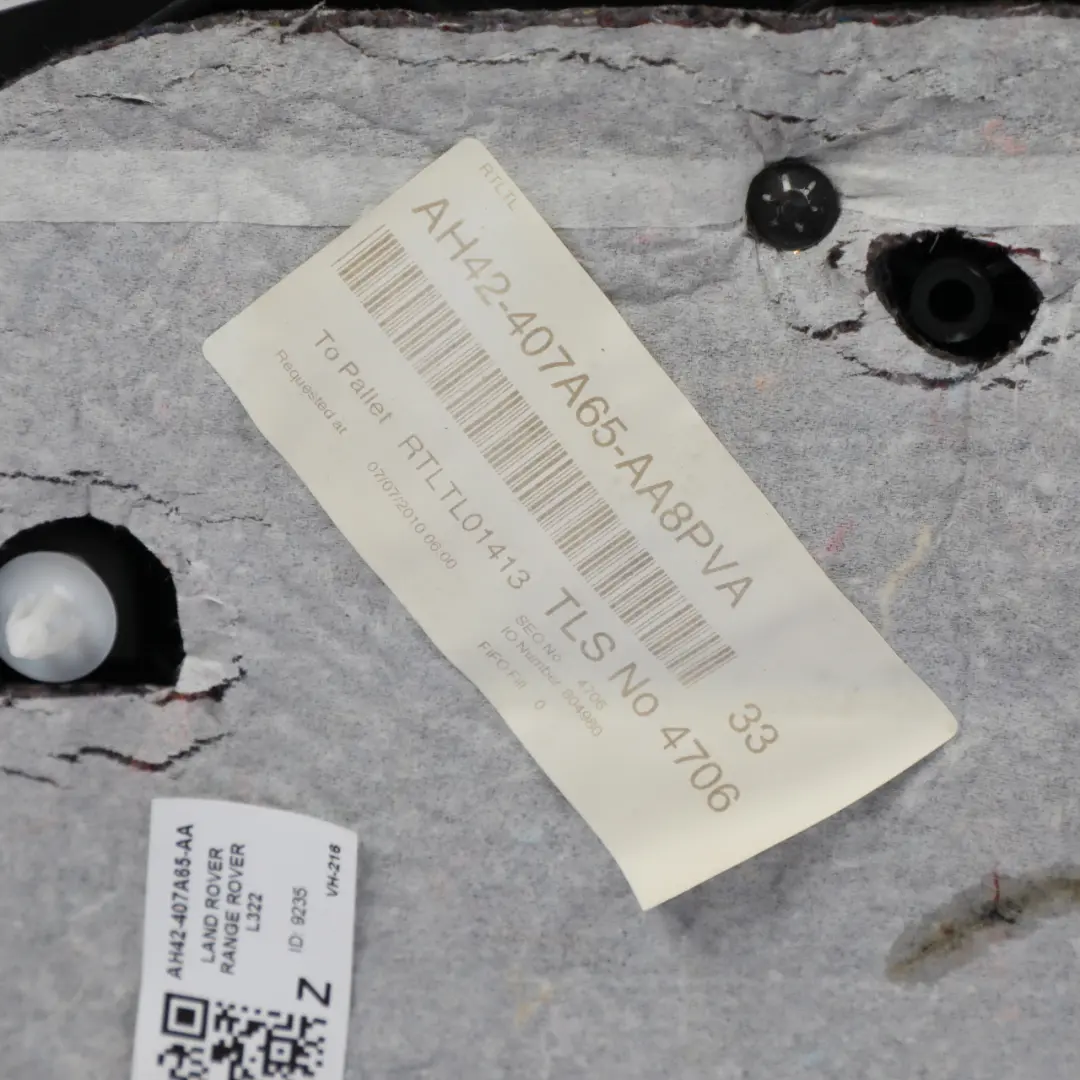 RTLTL
AH42-407A65-AA8PVA
33
To Pallet RTLTL01413 TLS No 4706
Requested at
07/07/2010 06:00
SEQ No 4706
IO Number 804980
FIFO Fill 0
AH42-407A65-AA
LAND ROVER
RANGE ROVER
L322
ID: 9235
VH-218
Z